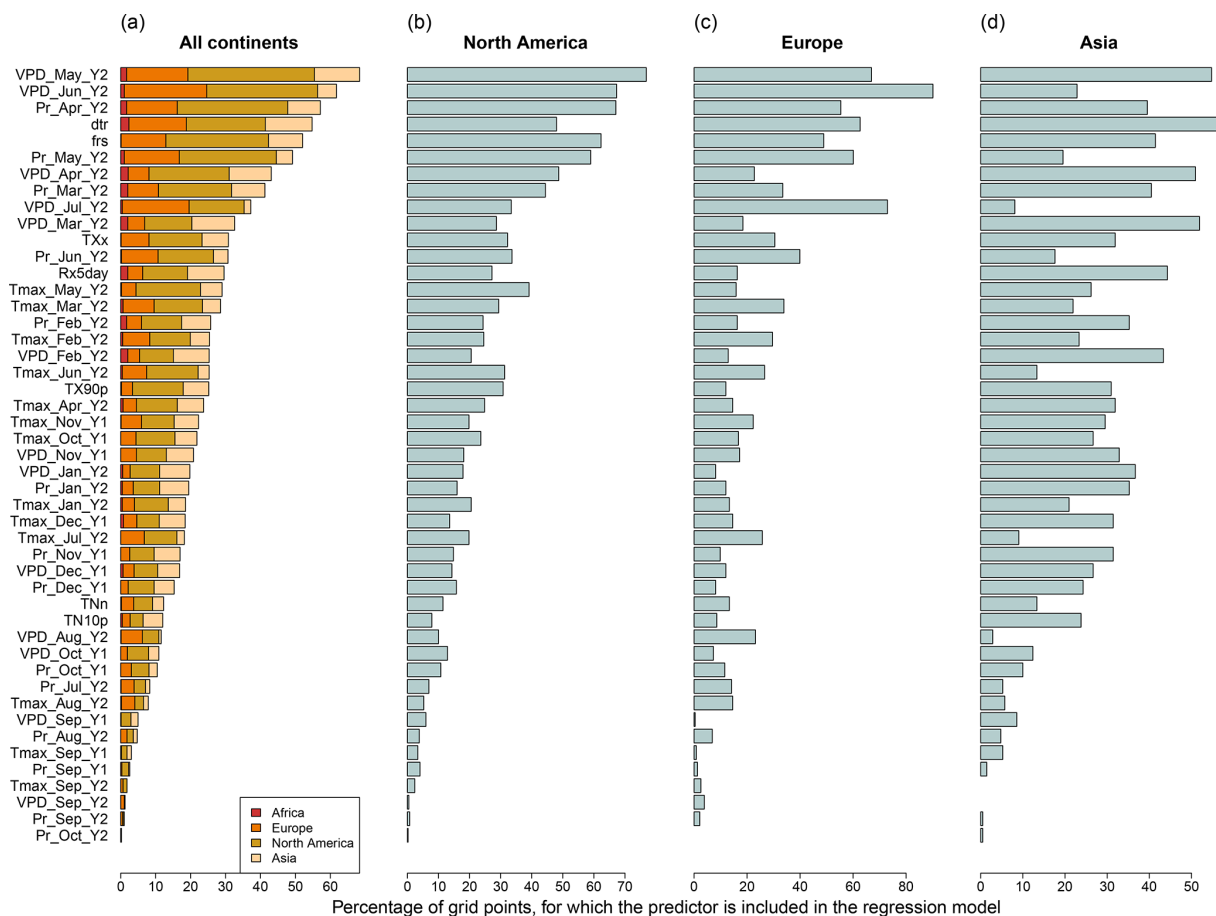 (a)
(b)
(c)
(d)
All continents
North America
Europe
Asia
VPD_May_Y2
VPD_Jun_Y2
Pr_Apr_Y2
dtr
frs
Pr_May_Y2
VPD_Apr_Y2
Pr_Mar_Y2
VPD_Jul_Y2
VPD_Mar_Y2
TXx
Pr_Jun_Y2
Rx5day
Tmax_May_Y2
Tmax_Mar_Y2
Pr_Feb_Y2
Tmax_Feb_Y2
VPD_Feb_Y2
Tmax_Jun_Y2
TX90p
Tmax_Apr_Y2
Tmax_Nov_Y1
Tmax_Oct_Y1
VPD_Nov_Y1
VPD_Jan_Y2
Pr_Jan_Y2
Tmax_Jan_Y2
Tmax_Dec_Y1
Tmax_Jul_Y2
Pr_Nov_Y1
VPD_Dec_Y1
Pr_Dec_Y1
TNn
TN10p
VPD_Aug_Y2
VPD_Oct_Y1
Pr_Oct_Y1
Pr_Jul_Y2
Tmax_Aug_Y2
VPD_Sep_Y1
Pr_Aug_Y2
Tmax_Sep_Y1
Pr_Sep_Y1
Tmax_Sep_Y2
VPD_Sep_Y2
Pr_Sep_Y2
Pr_Oct_Y2
Africa
Europe
North America
Asia
0 10 20 30 40 50 60
0 10 20 30 40 50 60 70
0 20 40 60 80
0 10 20 30 40 50
Percentage of grid points, for which the predictor is included in the regression model